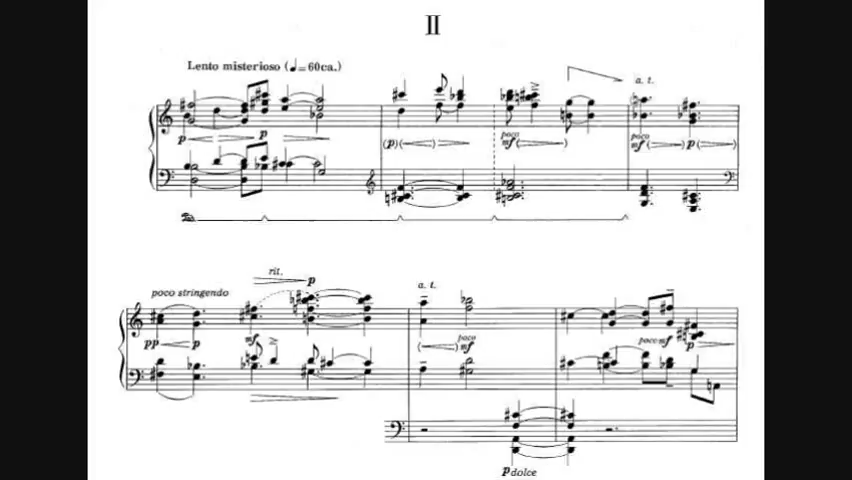 II
Lento misterioso (♩=60ca.)
a. t.
p p (p) poco mf poco mf p
poco stringendo rit. p a. t.
pp p mf poco mf poco mf p
p dolce